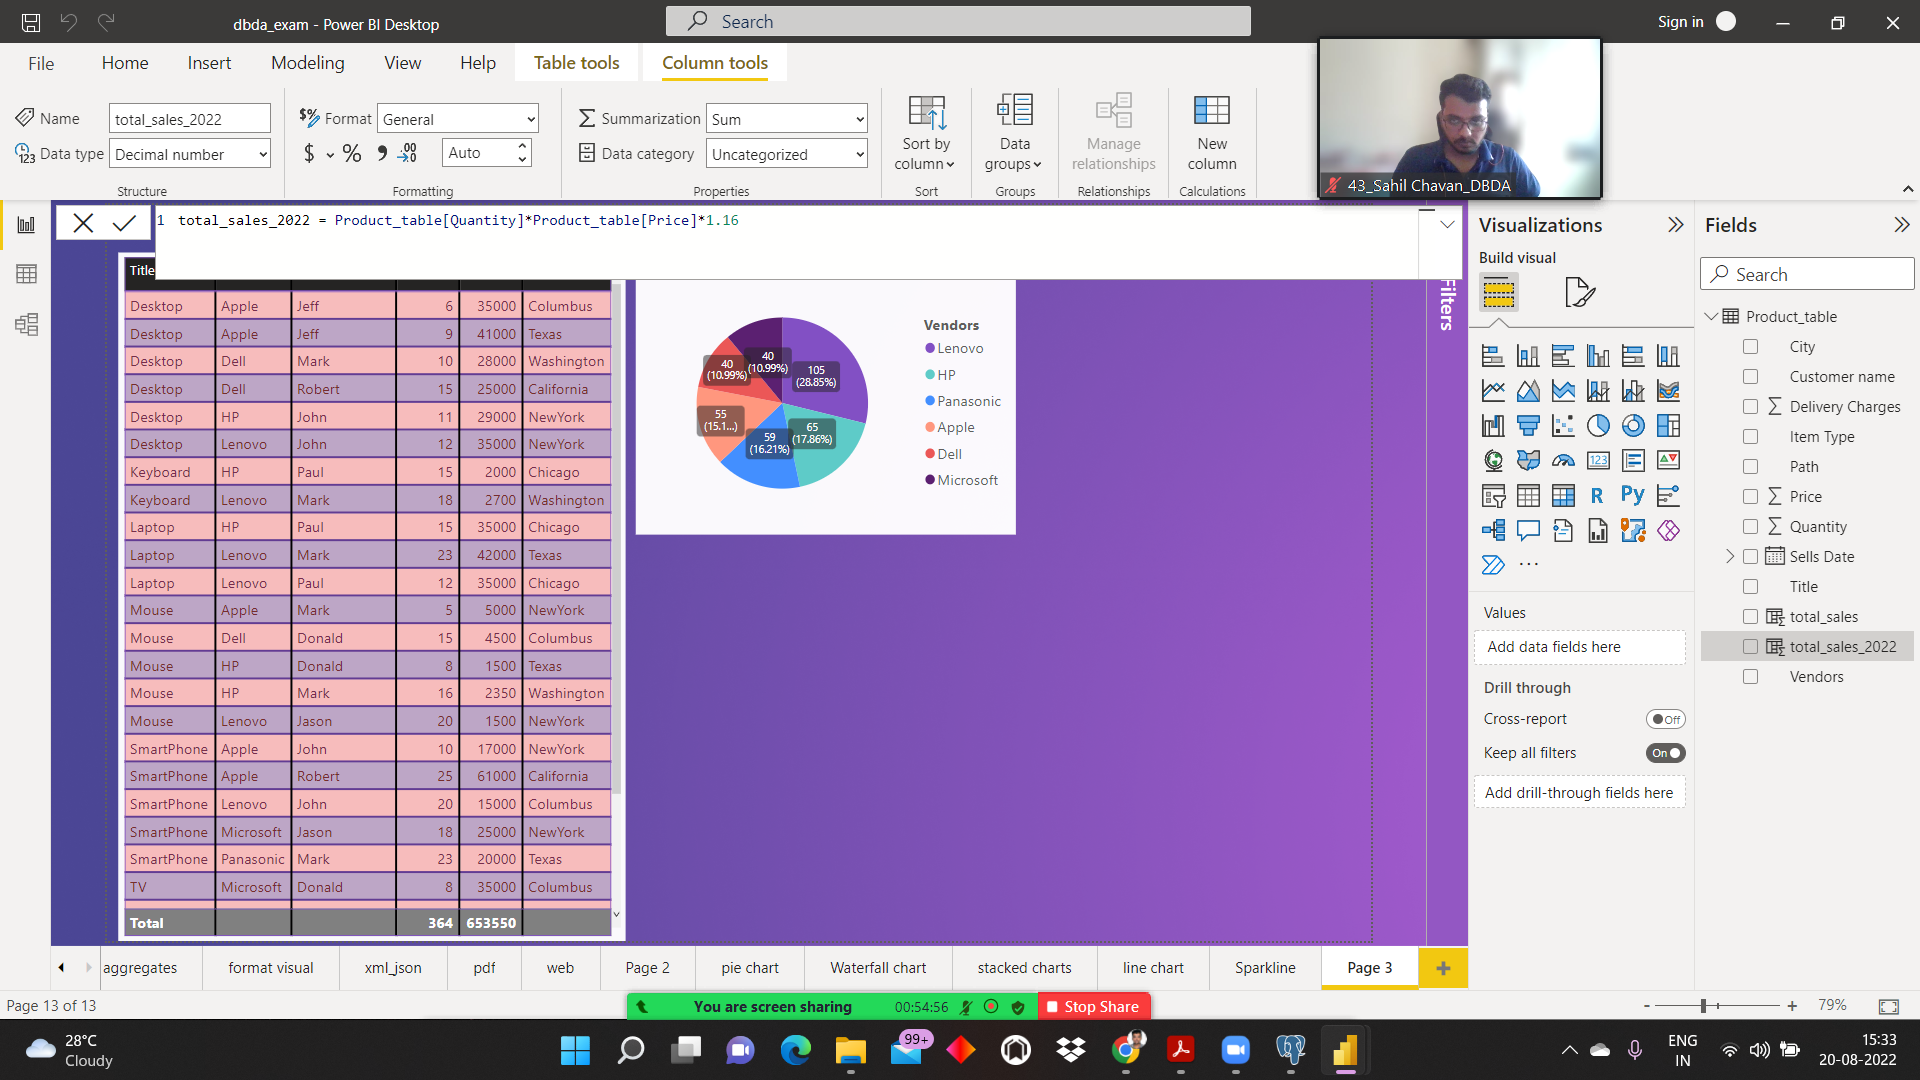 dbda_exam - Power BI Desktop
Search
Sign in
File Home Insert Modeling View Help Table tools Column tools
Name total_sales_2022
Data type Decimal number
Structure
$% Format General
$ % 9 .00 Auto
Formatting
Summarization Sum
Data category Uncategorized
Properties
Sort by
column
Sort
Data
groups
Groups
Manage
relationships
Relationships
New
column
Calculations
43_Sahil Chavan_DBDA
1 total_sales_2022 = Product_table[Quantity]*Product_table[Price]*1.16
Title
Desktop Apple Jeff 6 35000 Columbus
Desktop Apple Jeff 9 41000 Texas
Desktop Dell Mark 10 28000 Washington
Desktop Dell Robert 15 25000 California
Desktop HP John 11 29000 NewYork
Desktop Lenovo John 12 35000 NewYork
Keyboard HP Paul 15 2000 Chicago
Keyboard Lenovo Mark 18 2700 Washington
Laptop HP Paul 15 35000 Chicago
Laptop Lenovo Mark 23 42000 Texas
Laptop Lenovo Paul 12 35000 Chicago
Mouse Apple Mark 5 5000 NewYork
Mouse Dell Donald 15 4500 Columbus
Mouse HP Donald 8 1500 Texas
Mouse HP Mark 16 2350 Washington
Mouse Lenovo Jason 20 1500 NewYork
SmartPhone Apple John 10 17000 NewYork
SmartPhone Apple Robert 25 61000 California
SmartPhone Lenovo John 20 15000 Columbus
SmartPhone Microsoft Jason 18 25000 NewYork
SmartPhone Panasonic Mark 23 20000 Texas
TV Microsoft Donald 8 35000 Columbus
Total 364 653550
105
(28.85%)
65
(17.86%)
59
(16.21%)
55
(15.1...)
40
(10.99%)
40
(10.99%)
Vendors
Lenovo
HP
Panasonic
Apple
Dell
Microsoft
Filters
Visualizations
Build visual
123
R Py
...
Values
Add data fields here
Drill through
Cross-report Off
Keep all filters On
Add drill-through fields here
Fields
Search
Product_table
City
Customer name
Delivery Charges
Item Type
Path
Price
Quantity
Sells Date
Title
total_sales
total_sales_2022
Vendors
aggregates format visual xml_json pdf web Page 2 pie chart Waterfall chart stacked charts line chart Sparkline Page 3 +
Page 13 of 13
You are screen sharing 00:54:56 Stop Share
- + 79%
28°C
Cloudy
99+
ENG
IN
15:33
20-08-2022